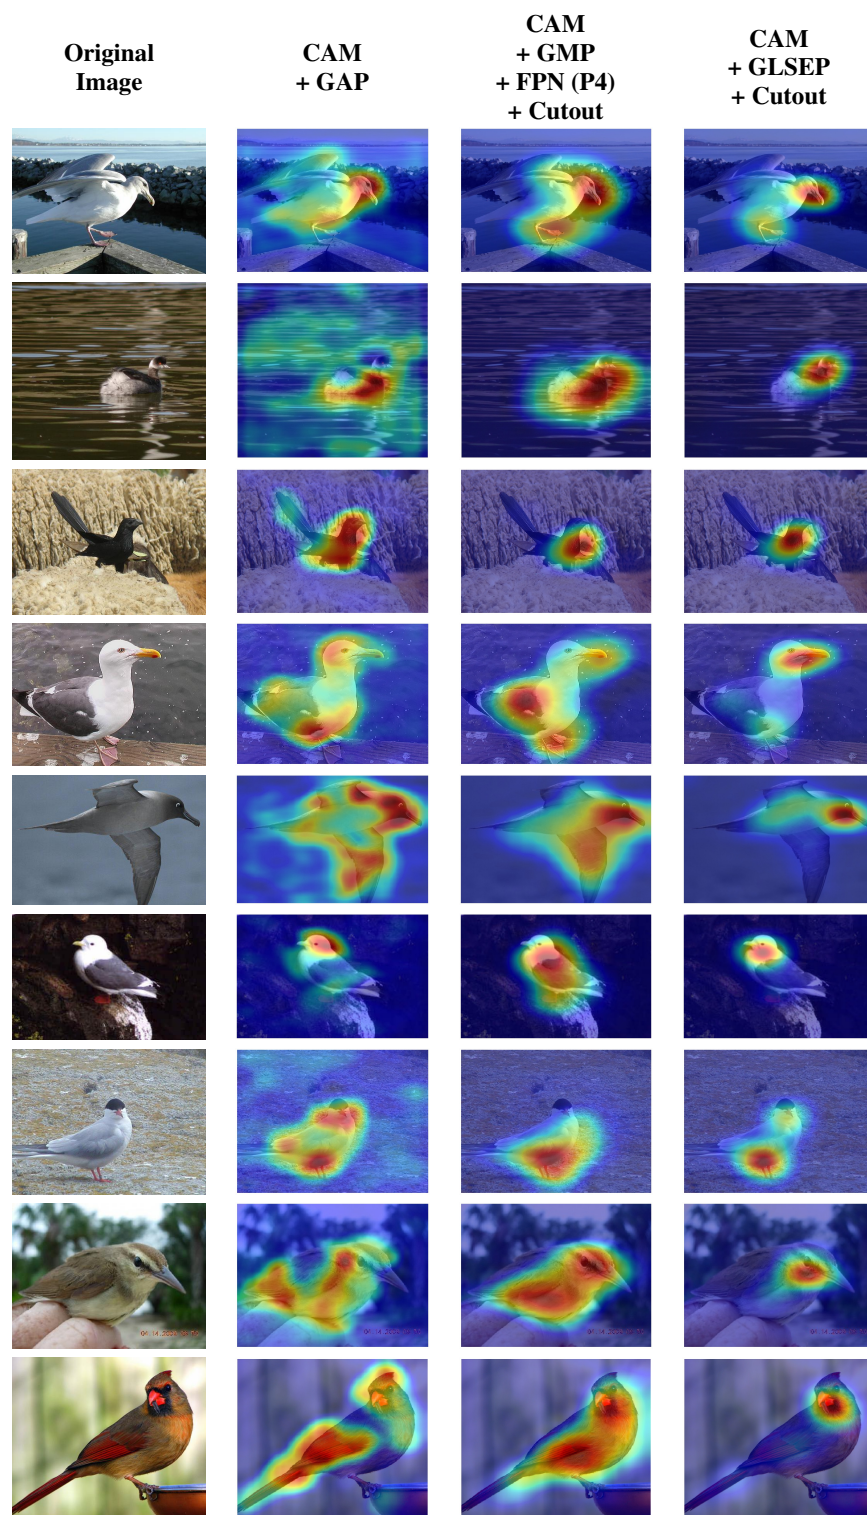 Original
Image
CAM
+ GAP
CAM
+ GMP
+ FPN (P4)
+ Cutout
CAM
+ GLSEP
+ Cutout